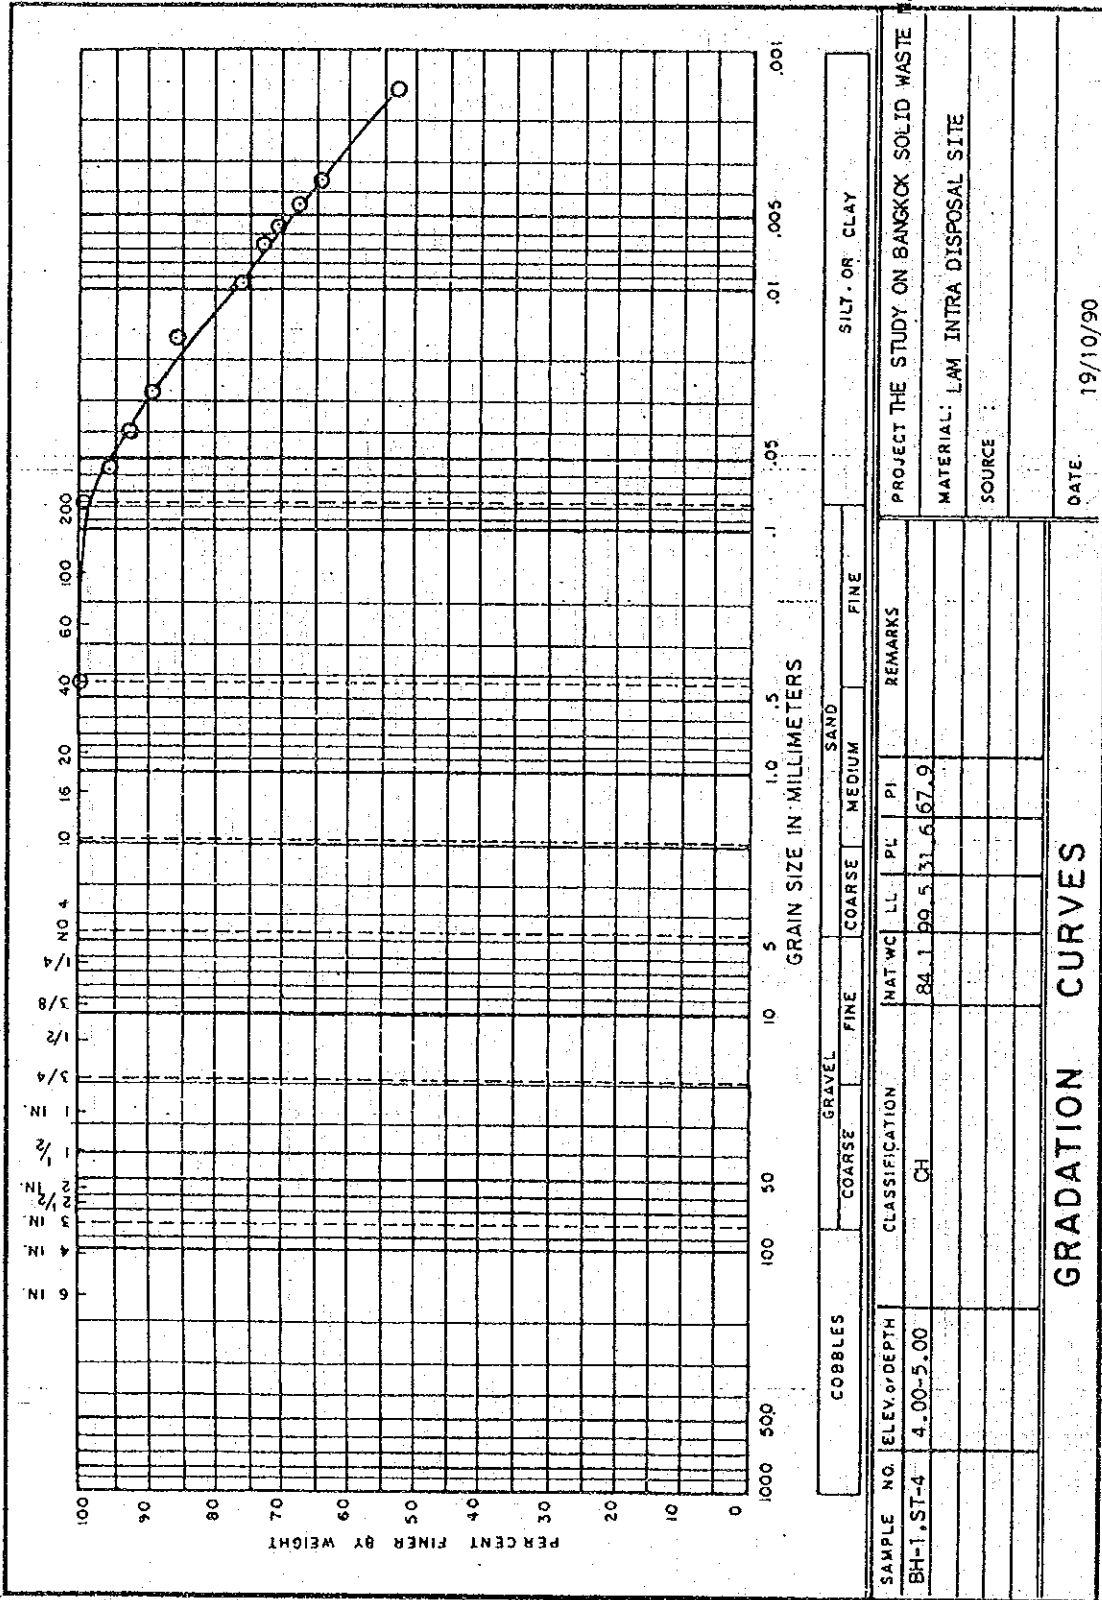 6 IN. 4 IN 3 IN 2 1/2 2 IN. 1 1/2 1 IN. 3/4 1/2 3/8 1/4 NO 4 10 16 20 40 60 100 200
PER CENT FINER BY WEIGHT
100
90
80
70
60
50
40
30
20
10
0
1000 500 100 50 10 5 1.0 .5 .1 .05 .01 .005 .001
GRAIN SIZE IN MILLIMETERS
COBBLES GRAVEL SAND SILT OR CLAY
COARSE FINE COARSE MEDIUM FINE
SAMPLE NO. ELEV. or DEPTH CLASSIFICATION NAT WC LL PL PI REMARKS
BH-1, ST-4 4.00-5.00 CH 84.1 99.5 31.6 67.9
PROJECT THE STUDY ON BANGKOK SOLID WASTE
MATERIAL: LAM INTRA DISPOSAL SITE
SOURCE :
DATE. 19/10/90
GRADATION CURVES